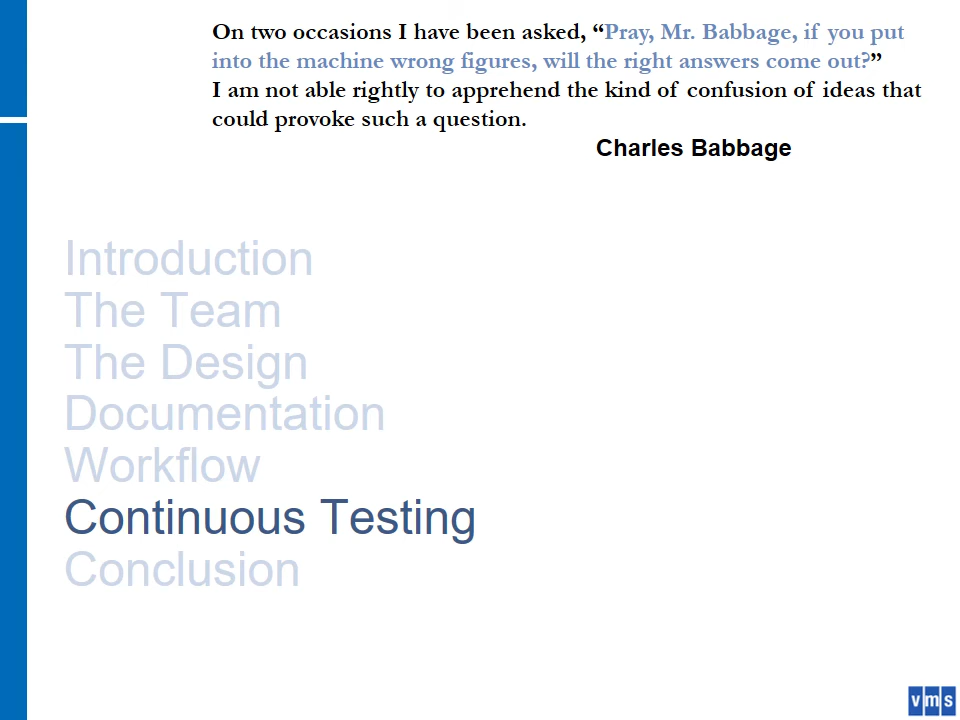 On two occasions I have been asked, “Pray, Mr. Babbage, if you put
into the machine wrong figures, will the right answers come out?”
I am not able rightly to apprehend the kind of confusion of ideas that
could provoke such a question.
Charles Babbage
Introduction
The Team
The Design
Documentation
Workflow
Continuous Testing
Conclusion
vms